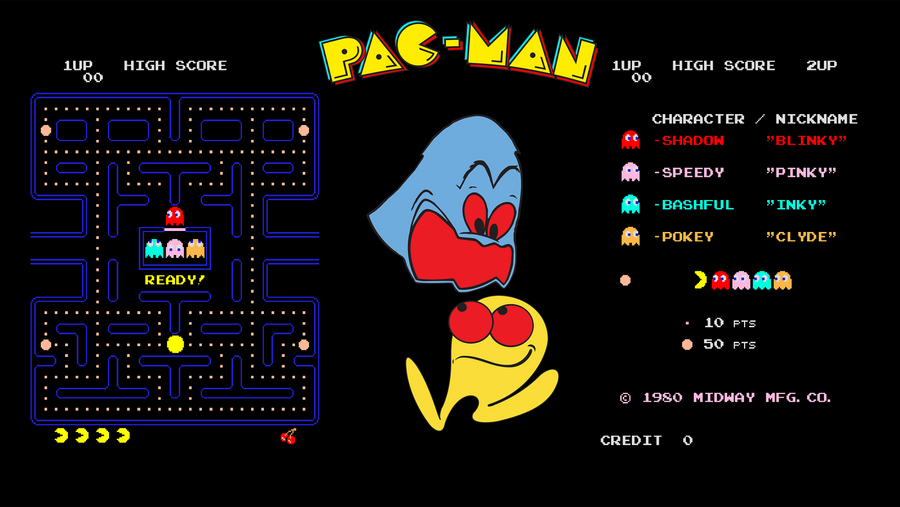 PAC-MAN
1UP HIGH SCORE
00
READY!
1UP HIGH SCORE 2UP
00
CHARACTER / NICKNAME
-SHADOW "BLINKY"
-SPEEDY "PINKY"
-BASHFUL "INKY"
-POKEY "CLYDE"
10 PTS
50 PTS
© 1980 MIDWAY MFG. CO.
CREDIT 0